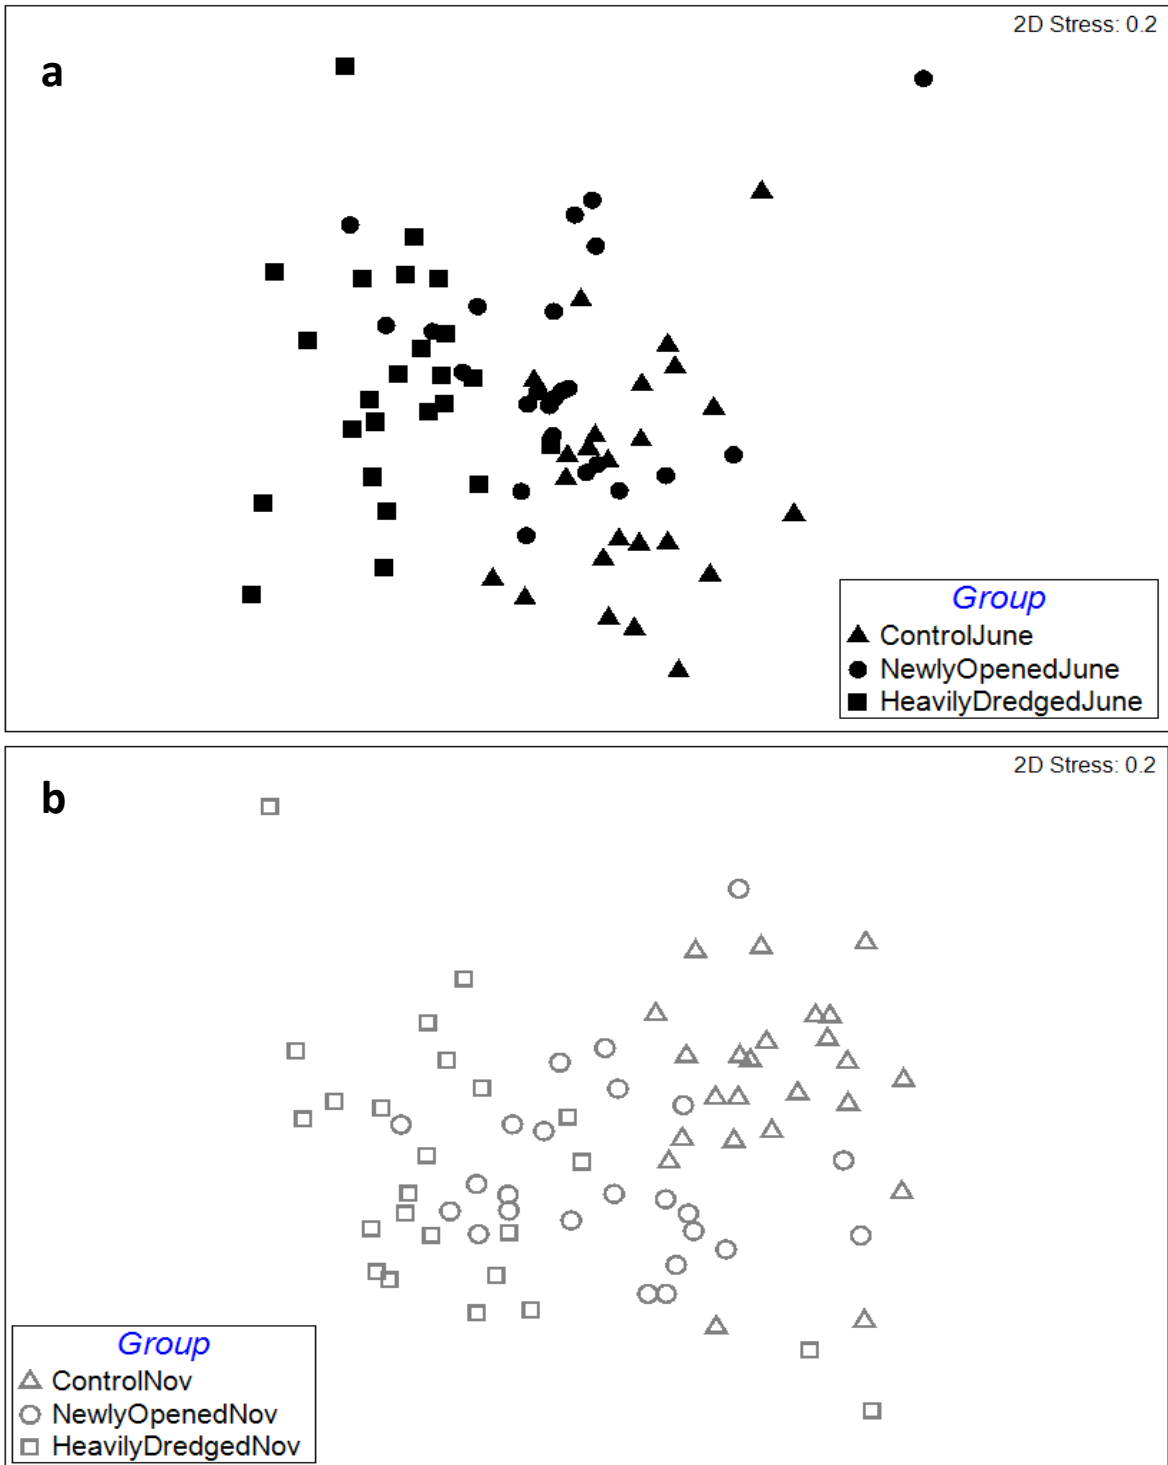 2D Stress: 0.2
a
Group
ControlJune
NewlyOpenedJune
HeavilyDredgedJune
2D Stress: 0.2
b
Group
ControlNov
NewlyOpenedNov
HeavilyDredgedNov